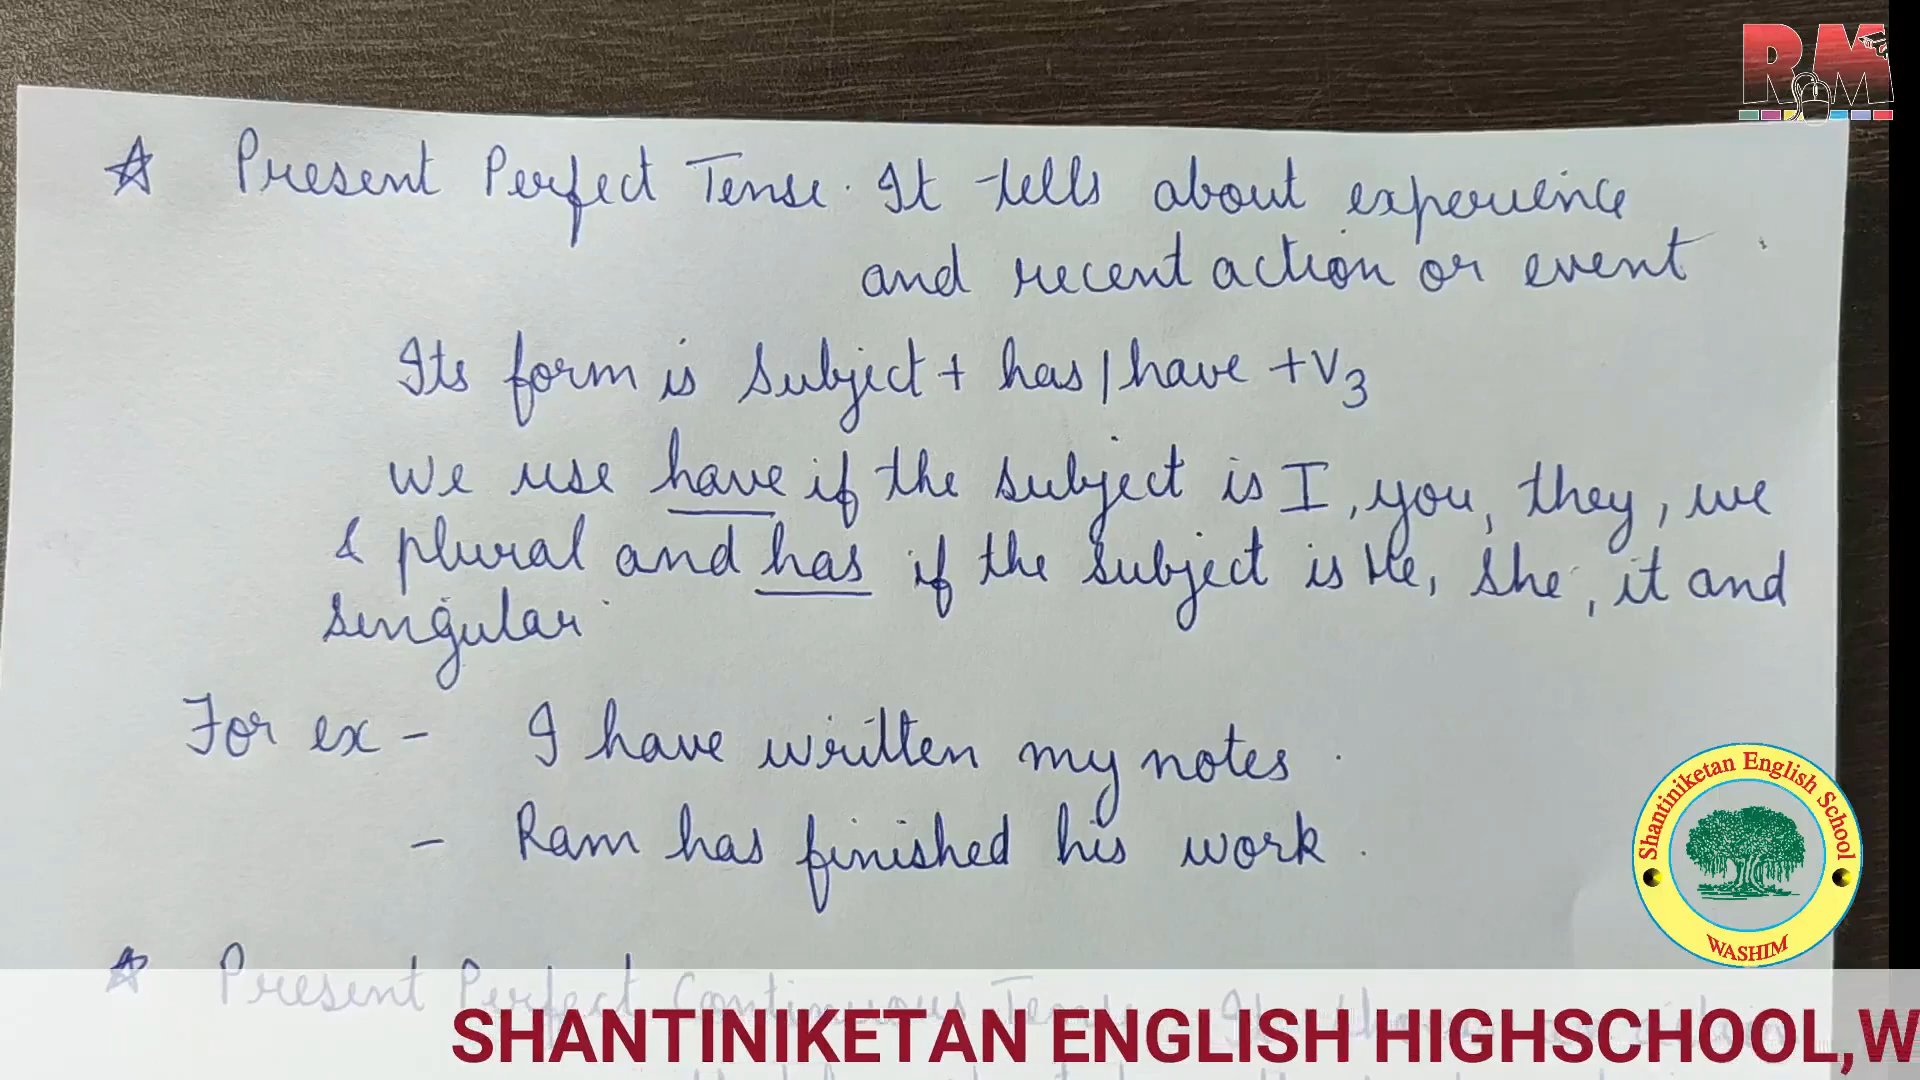 RM
☆ Present Perfect Tense. It tells about experience
and recent action or event
Its form is Subject + has/have + V3
We use have if the subject is I, you, they, we
& plural and has if the subject is He, She, it and
singular
For ex - I have written my notes.
- Ram has finished his work.
Shantiniketan English School
WASHIM
☆ Present Perfect Continuous Tense
SHANTINIKETAN ENGLISH HIGHSCHOOL,W